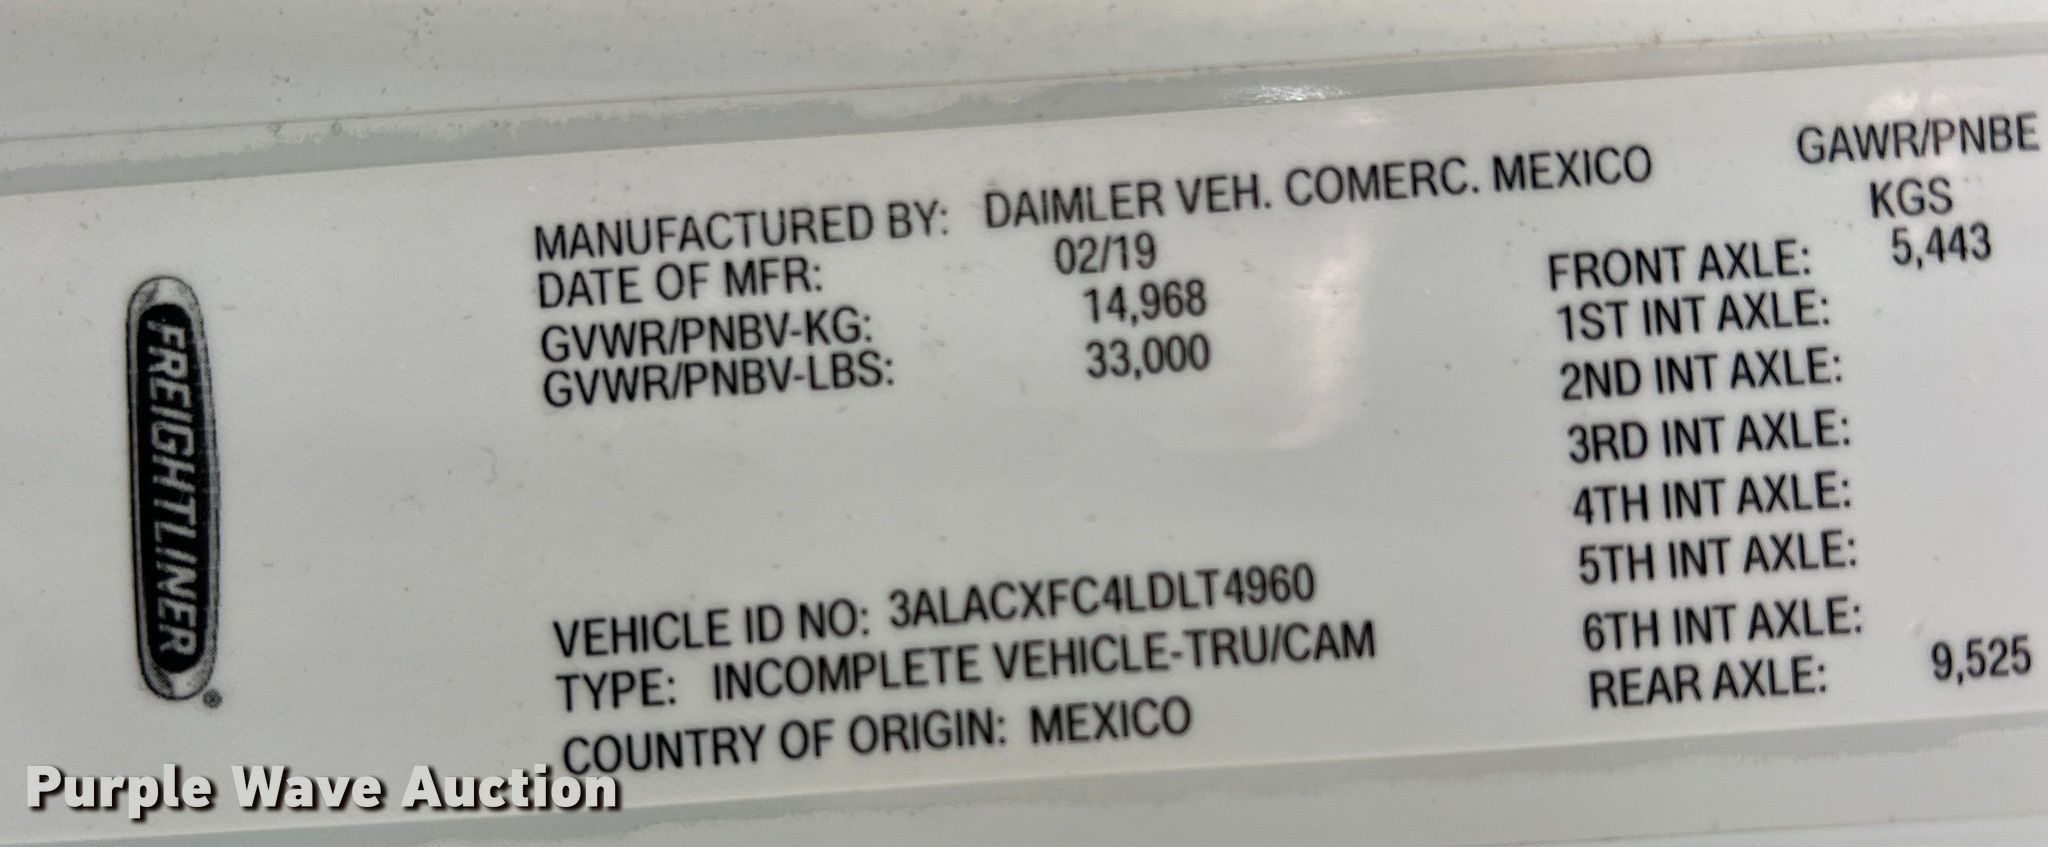 FREIGHTLINER
MANUFACTURED BY: DAIMLER VEH. COMERC. MEXICO
DATE OF MFR: 02/19
GVWR/PNBV-KG: 14,968
GVWR/PNBV-LBS: 33,000
VEHICLE ID NO: 3ALACXFC4LDLT4960
TYPE: INCOMPLETE VEHICLE-TRU/CAM
COUNTRY OF ORIGIN: MEXICO
GAWR/PNBE
KGS
FRONT AXLE: 5,443
1ST INT AXLE:
2ND INT AXLE:
3RD INT AXLE:
4TH INT AXLE:
5TH INT AXLE:
6TH INT AXLE:
REAR AXLE: 9,525
Purple Wave Auction